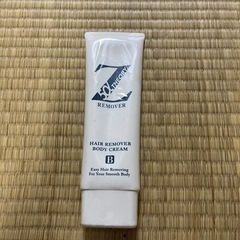 Z
REMOVER
HAIR REMOVER
BODY CREAM
B
Easy Hair Removing
For Your Smooth Body